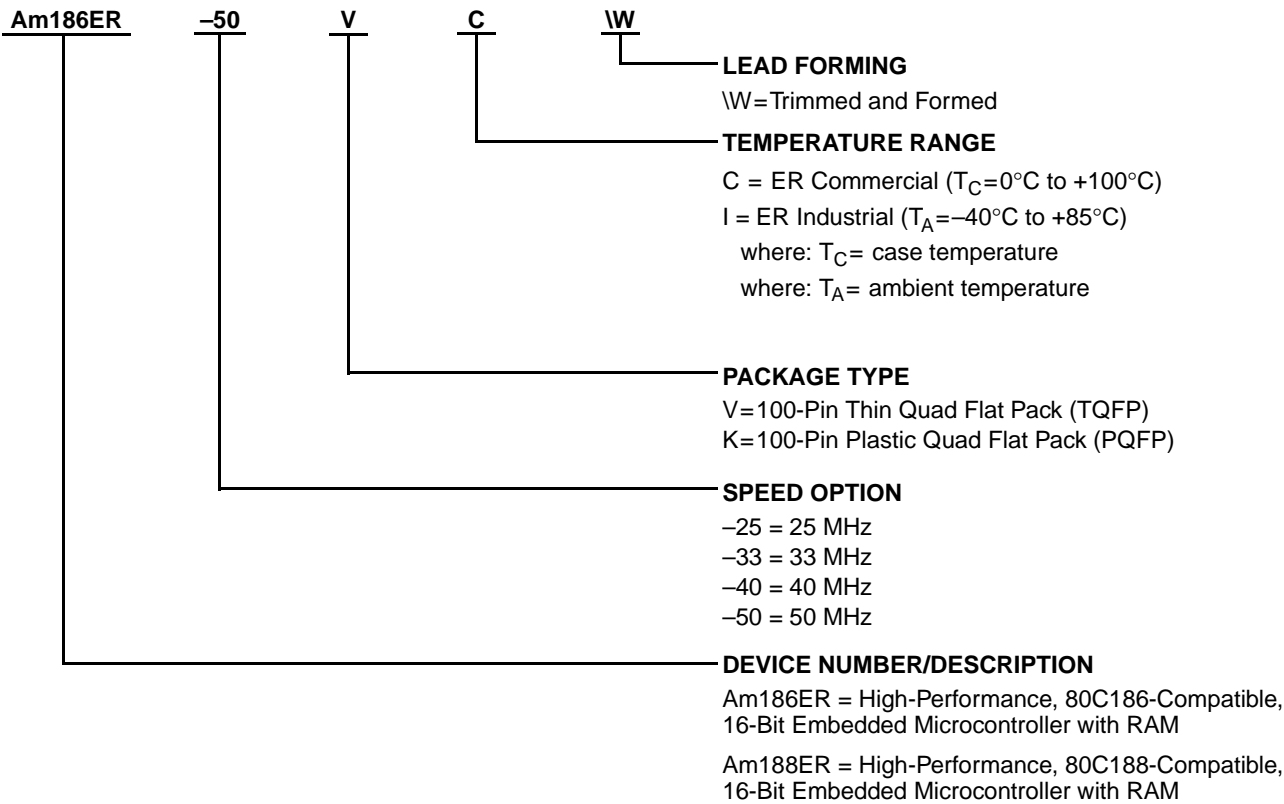 Am186ER –50 V C \W
LEAD FORMING
\W=Trimmed and Formed
TEMPERATURE RANGE
C = ER Commercial (TC=0°C to +100°C)
I = ER Industrial (TA=–40°C to +85°C)
where: TC= case temperature
where: TA= ambient temperature
PACKAGE TYPE
V=100-Pin Thin Quad Flat Pack (TQFP)
K=100-Pin Plastic Quad Flat Pack (PQFP)
SPEED OPTION
–25 = 25 MHz
–33 = 33 MHz
–40 = 40 MHz
–50 = 50 MHz
DEVICE NUMBER/DESCRIPTION
Am186ER = High-Performance, 80C186-Compatible,
16-Bit Embedded Microcontroller with RAM
Am188ER = High-Performance, 80C188-Compatible,
16-Bit Embedded Microcontroller with RAM